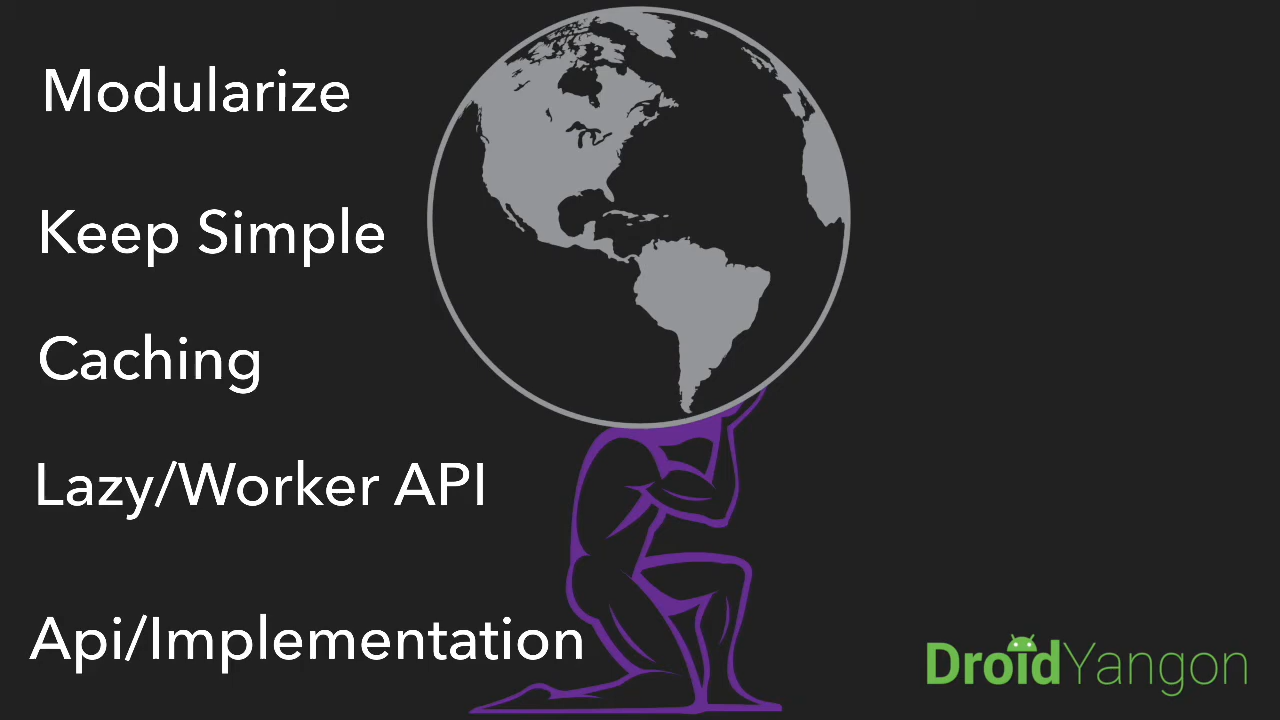 Modularize
Keep Simple
Caching
Lazy/Worker API
Api/Implementation
DroidYangon